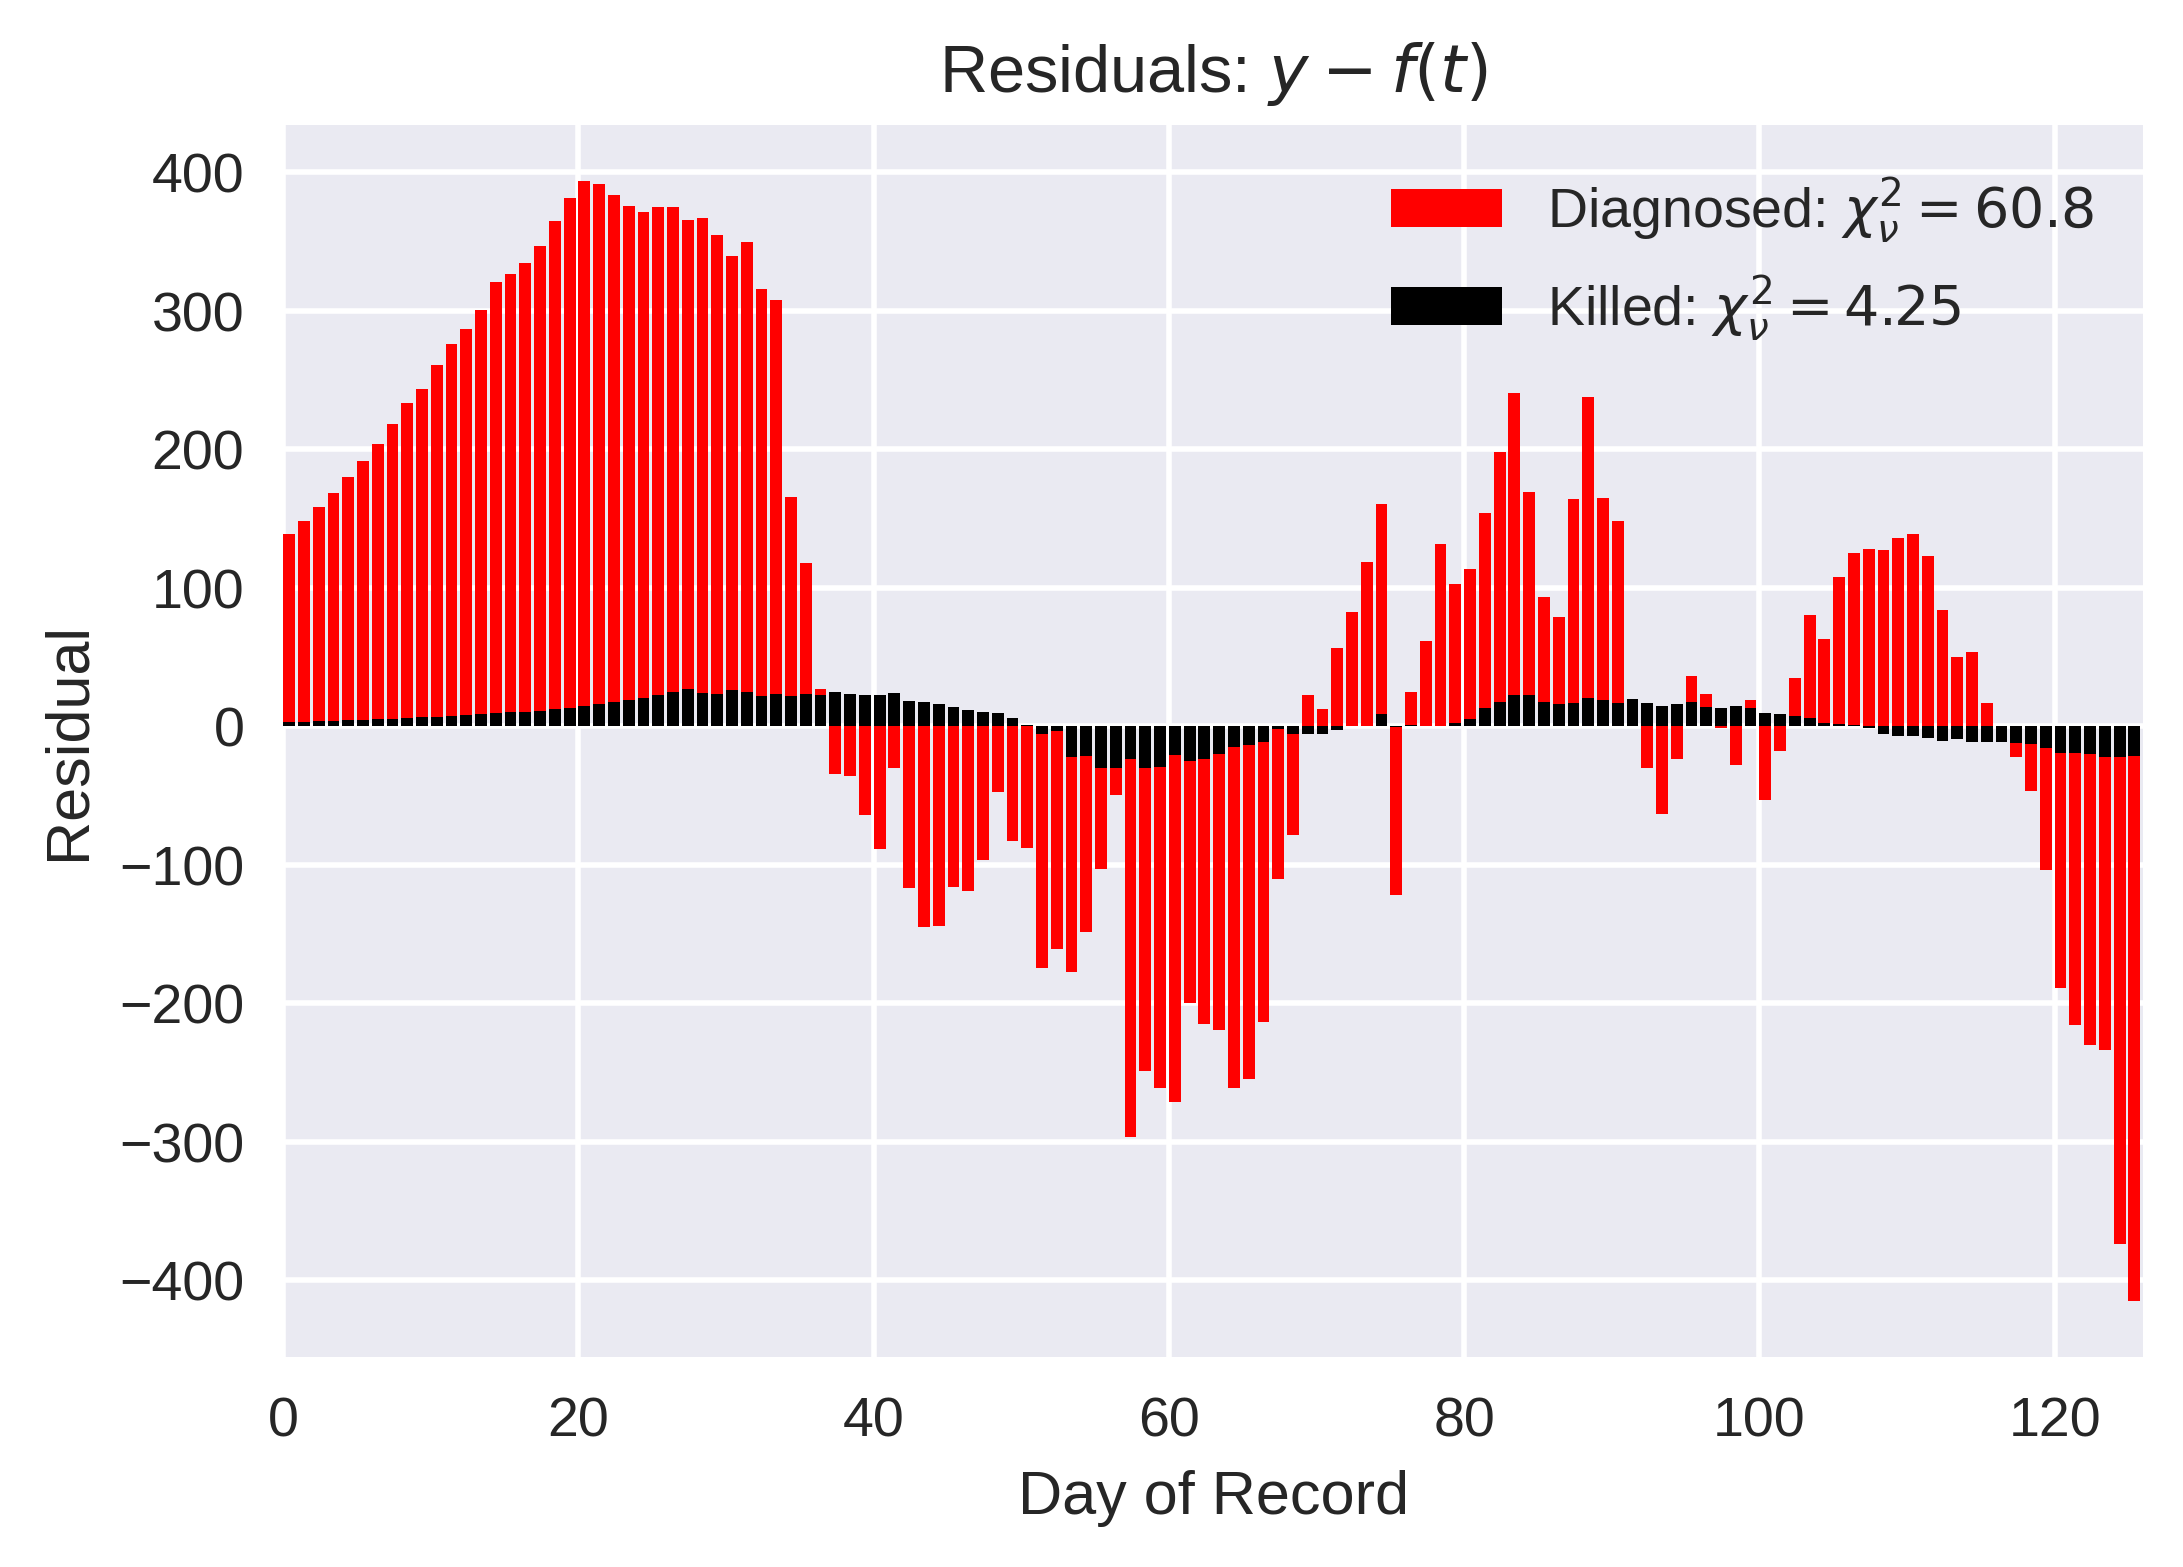 Residuals: y − f(t)
Diagnosed: χ²ᵥ = 60.8
Killed: χ²ᵥ = 4.25
400
300
200
100
0
−100
−200
−300
−400
Residual
0 20 40 60 80 100 120
Day of Record